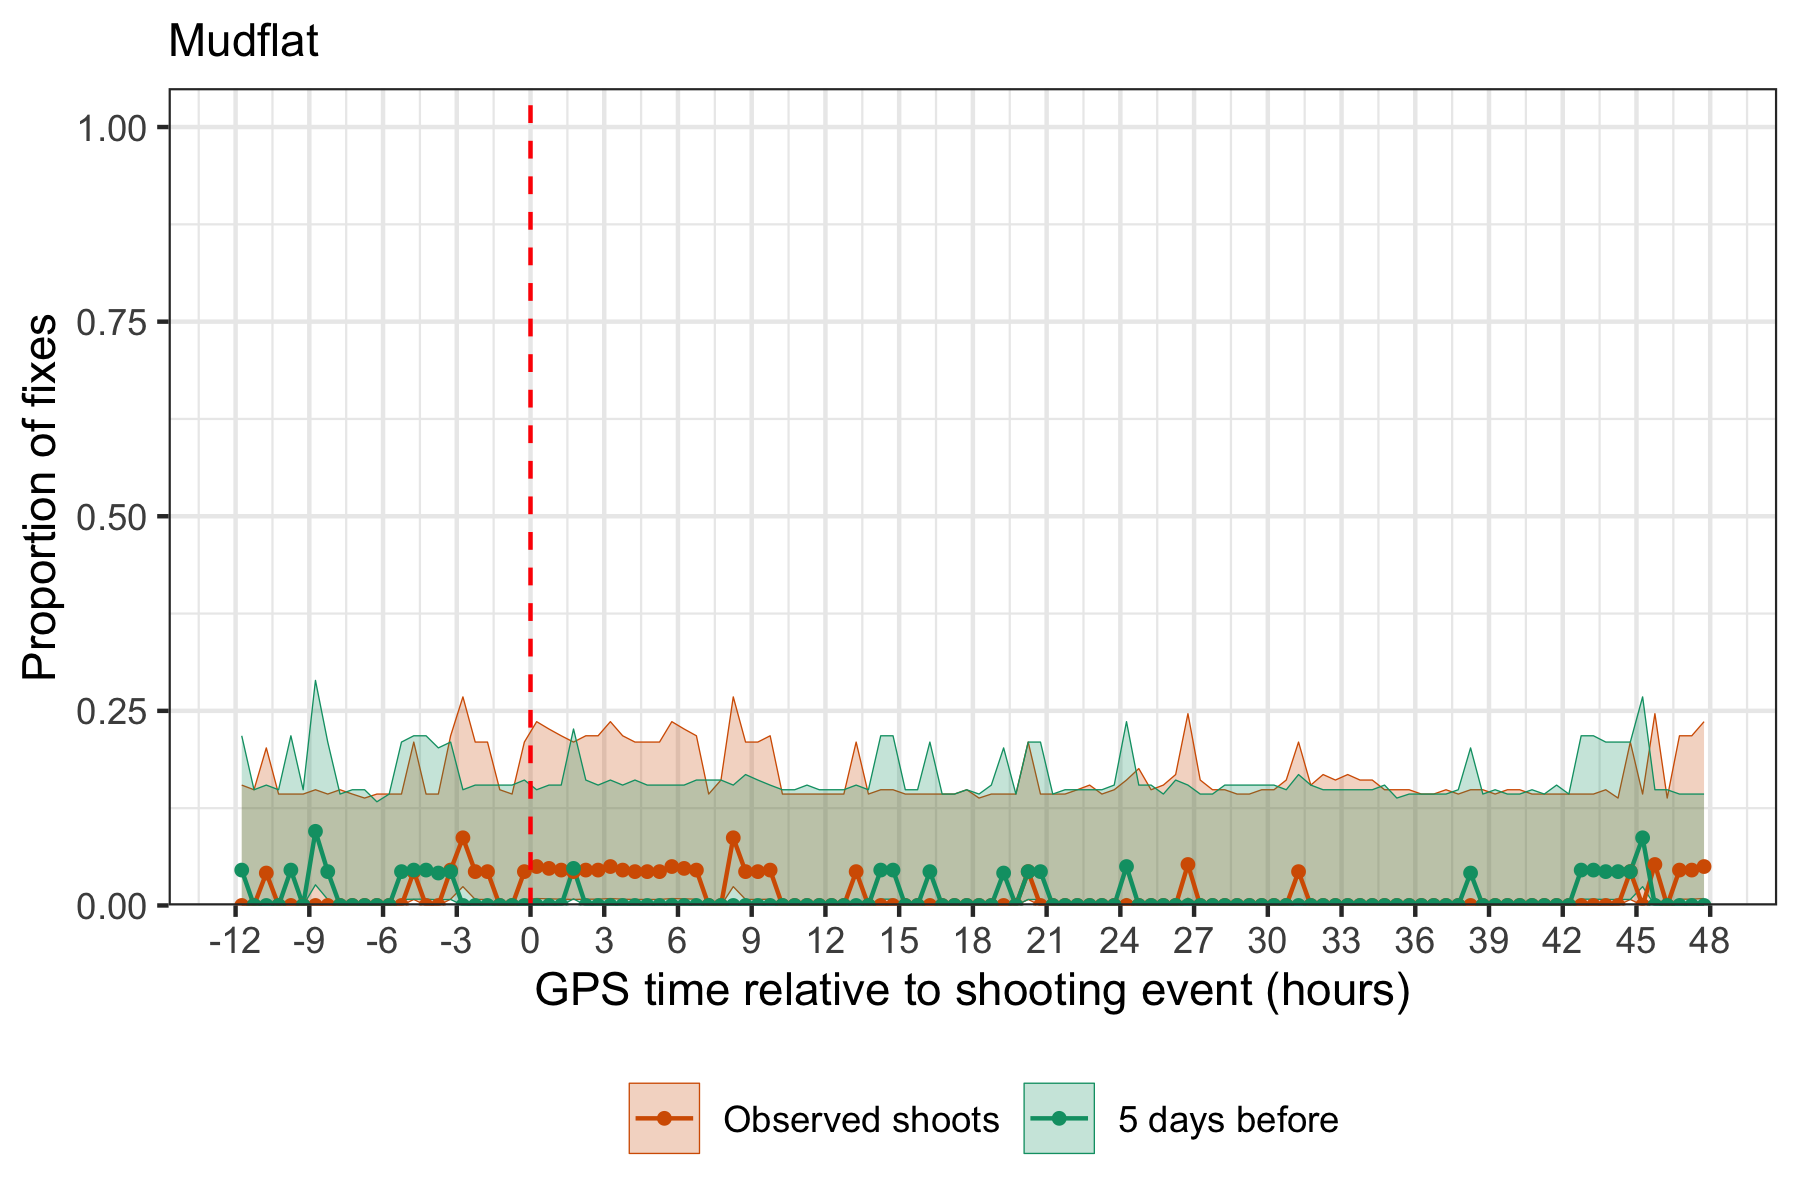 Mudflat
1.00
0.75
0.50
0.25
0.00
Proportion of fixes
-12 -9 -6 -3 0 3 6 9 12 15 18 21 24 27 30 33 36 39 42 45 48
GPS time relative to shooting event (hours)
Observed shoots 5 days before